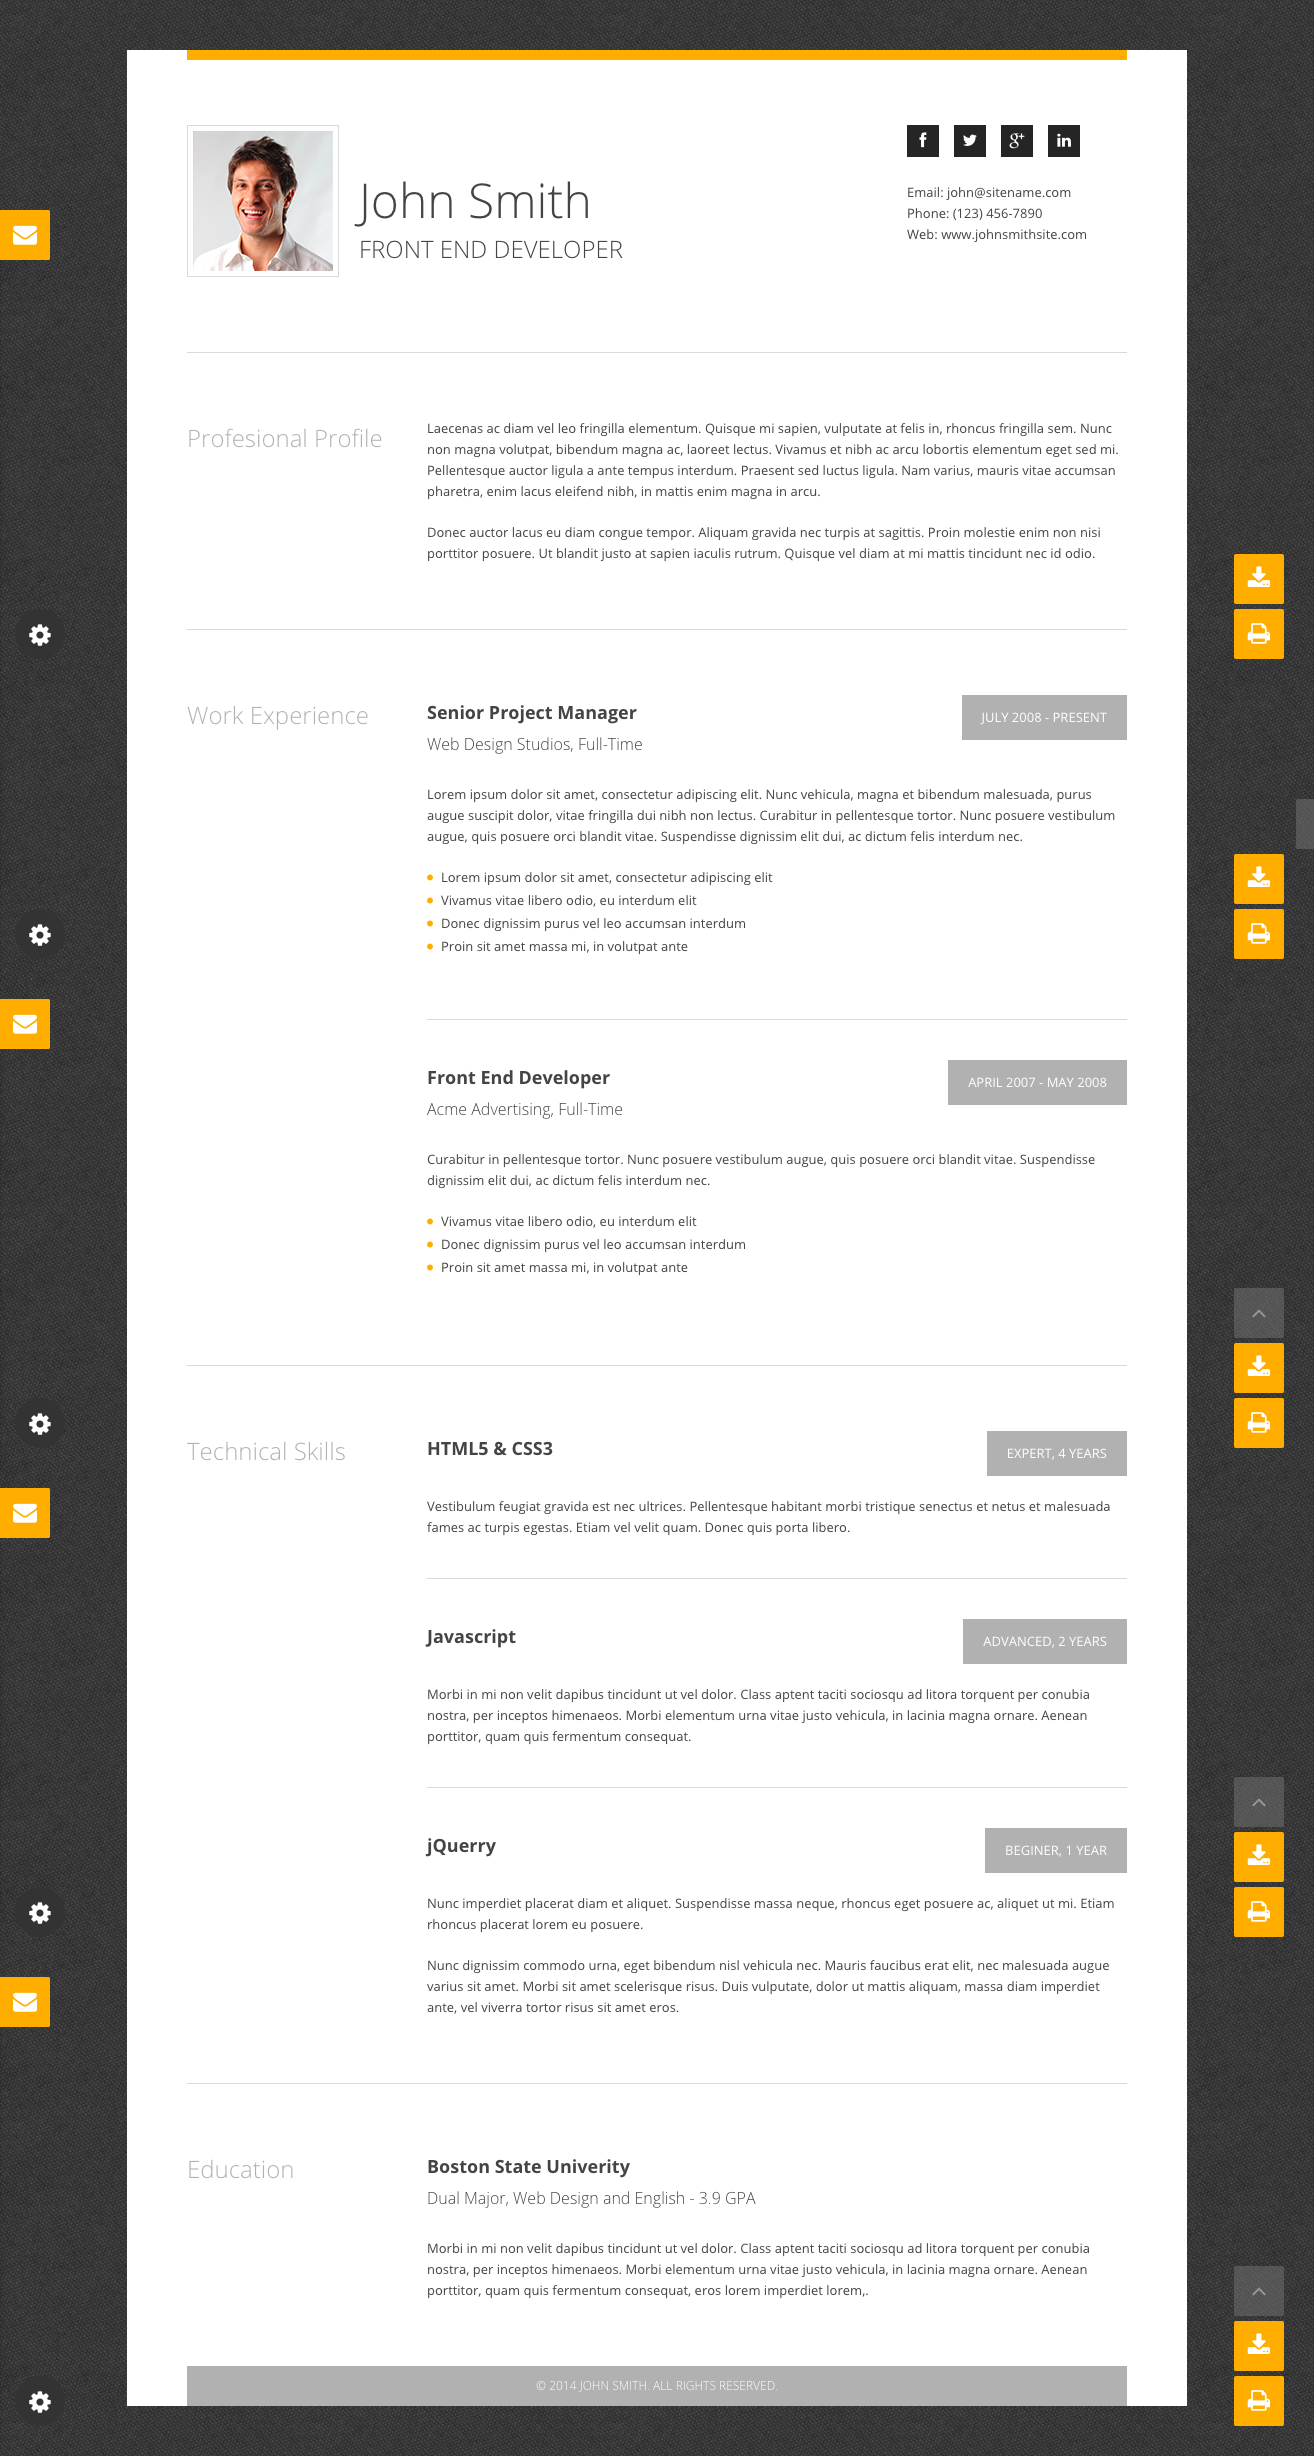 John Smith
FRONT END DEVELOPER
Email: john@sitename.com
Phone: (123) 456-7890
Web: www.johnsmithsite.com
Profesional Profile
Laecenas ac diam vel leo fringilla elementum. Quisque mi sapien, vulputate at felis in, rhoncus fringilla sem. Nunc
non magna volutpat, bibendum magna ac, laoreet lectus. Vivamus et nibh ac arcu lobortis elementum eget sed mi.
Pellentesque auctor ligula a ante tempus interdum. Praesent sed luctus ligula. Nam varius, mauris vitae accumsan
pharetra, enim lacus eleifend nibh, in mattis enim magna in arcu.
Donec auctor lacus eu diam congue tempor. Aliquam gravida nec turpis at sagittis. Proin molestie enim non nisi
porttitor posuere. Ut blandit justo at sapien iaculis rutrum. Quisque vel diam at mi mattis tincidunt nec id odio.
Work Experience
Senior Project Manager
JULY 2008 - PRESENT
Web Design Studios, Full-Time
Lorem ipsum dolor sit amet, consectetur adipiscing elit. Nunc vehicula, magna et bibendum malesuada, purus
augue suscipit dolor, vitae fringilla dui nibh non lectus. Curabitur in pellentesque tortor. Nunc posuere vestibulum
augue, quis posuere orci blandit vitae. Suspendisse dignissim elit dui, ac dictum felis interdum nec.
Lorem ipsum dolor sit amet, consectetur adipiscing elit
Vivamus vitae libero odio, eu interdum elit
Donec dignissim purus vel leo accumsan interdum
Proin sit amet massa mi, in volutpat ante
Front End Developer
APRIL 2007 - MAY 2008
Acme Advertising, Full-Time
Curabitur in pellentesque tortor. Nunc posuere vestibulum augue, quis posuere orci blandit vitae. Suspendisse
dignissim elit dui, ac dictum felis interdum nec.
Vivamus vitae libero odio, eu interdum elit
Donec dignissim purus vel leo accumsan interdum
Proin sit amet massa mi, in volutpat ante
Technical Skills
HTML5 & CSS3
EXPERT, 4 YEARS
Vestibulum feugiat gravida est nec ultrices. Pellentesque habitant morbi tristique senectus et netus et malesuada
fames ac turpis egestas. Etiam vel velit quam. Donec quis porta libero.
Javascript
ADVANCED, 2 YEARS
Morbi in mi non velit dapibus tincidunt ut vel dolor. Class aptent taciti sociosqu ad litora torquent per conubia
nostra, per inceptos himenaeos. Morbi elementum urna vitae justo vehicula, in lacinia magna ornare. Aenean
porttitor, quam quis fermentum consequat.
jQuerry
BEGINER, 1 YEAR
Nunc imperdiet placerat diam et aliquet. Suspendisse massa neque, rhoncus eget posuere ac, aliquet ut mi. Etiam
rhoncus placerat lorem eu posuere.
Nunc dignissim commodo urna, eget bibendum nisl vehicula nec. Mauris faucibus erat elit, nec malesuada augue
varius sit amet. Morbi sit amet scelerisque risus. Duis vulputate, dolor ut mattis aliquam, massa diam imperdiet
ante, vel viverra tortor risus sit amet eros.
Education
Boston State Univerity
Dual Major, Web Design and English - 3.9 GPA
Morbi in mi non velit dapibus tincidunt ut vel dolor. Class aptent taciti sociosqu ad litora torquent per conubia
nostra, per inceptos himenaeos. Morbi elementum urna vitae justo vehicula, in lacinia magna ornare. Aenean
porttitor, quam quis fermentum consequat, eros lorem imperdiet lorem,.
© 2014 JOHN SMITH. ALL RIGHTS RESERVED.